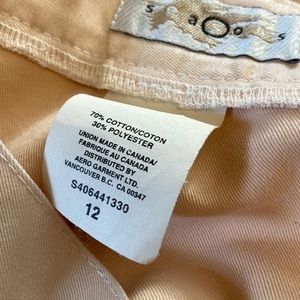 s a O a s
70% COTTON/COTON
30% POLYESTER
UNION MADE IN CANADA/
FABRIQUE AU CANADA
DISTRIBUTED BY
AERO GARMENT LTD.
VANCOUVER B.C. CA 00347
S406441330
12